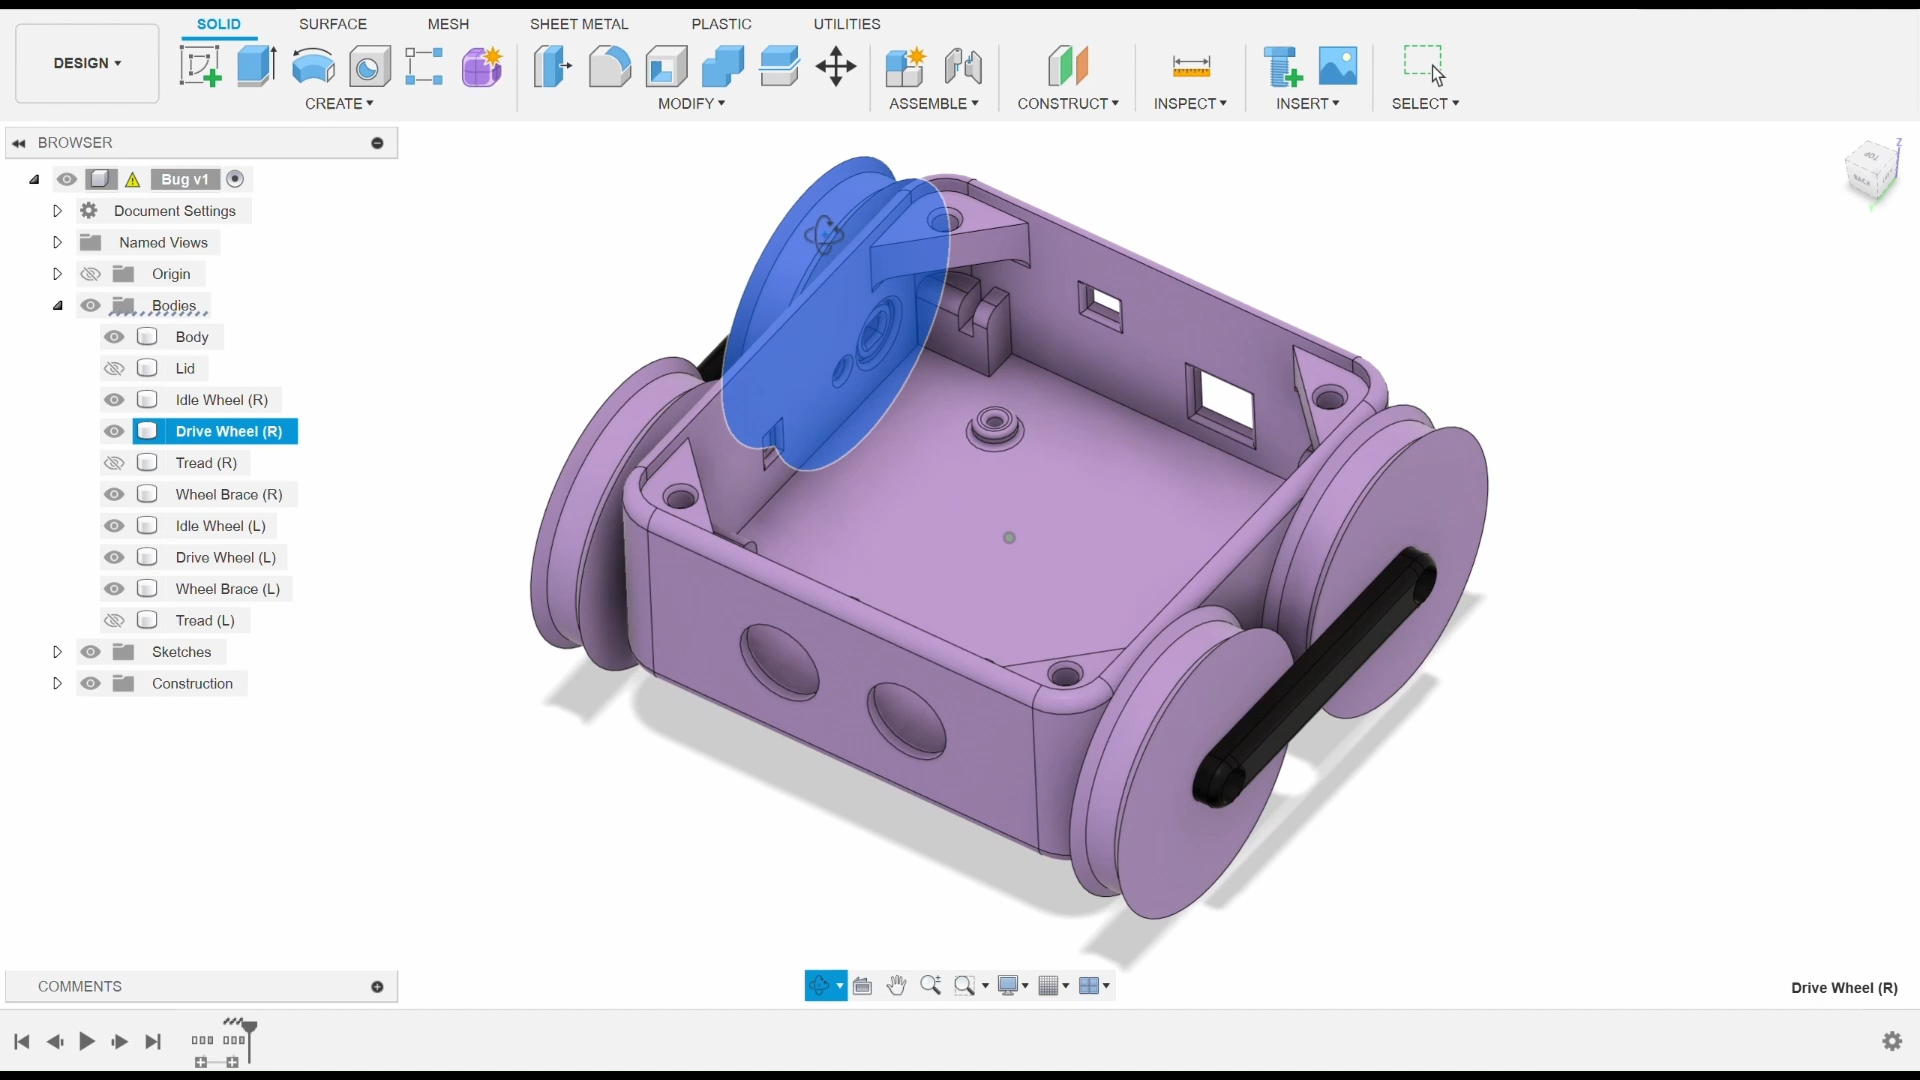 SOLID SURFACE MESH SHEET METAL PLASTIC UTILITIES
DESIGN
CREATE MODIFY ASSEMBLE CONSTRUCT INSPECT INSERT SELECT
BROWSER
Bug v1
Document Settings
Named Views
Origin
Bodies
Body
Lid
Idle Wheel (R)
Drive Wheel (R)
Tread (R)
Wheel Brace (R)
Idle Wheel (L)
Drive Wheel (L)
Wheel Brace (L)
Tread (L)
Sketches
Construction
Z
TOP
BACK
COMMENTS
Drive Wheel (R)